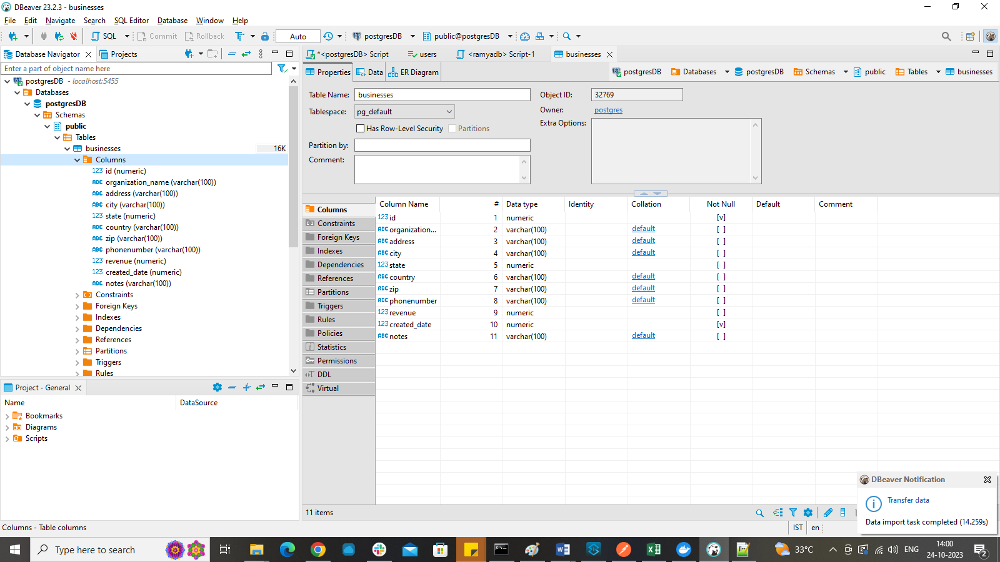 DBeaver 23.2.3 - businesses
File Edit Navigate Search SQL Editor Database Window Help
SQL Commit Rollback Auto postgresDB public@postgresDB
Database Navigator Projects
Enter a part of object name here
postgresDB - localhost:5455
Databases
postgresDB
Schemas
public
Tables
businesses 16K
Columns
123 id (numeric)
ABC organization_name (varchar(100))
ABC address (varchar(100))
ABC city (varchar(100))
123 state (numeric)
ABC country (varchar(100))
ABC zip (varchar(100))
ABC phonenumber (varchar(100))
123 revenue (numeric)
123 created_date (numeric)
ABC notes (varchar(100))
Constraints
Foreign Keys
Indexes
Dependencies
References
Partitions
Triggers
Rules
Project - General
Name DataSource
Bookmarks
Diagrams
Scripts
*<postgresDB> Script users <ramyadb> Script-1 businesses
Properties Data ER Diagram postgresDB Databases postgresDB Schemas public Tables businesses
Table Name: businesses Object ID: 32769
Tablespace: pg_default Owner: postgres
Has Row-Level Security Partitions Extra Options:
Partition by:
Comment:
Columns
Constraints
Foreign Keys
Indexes
Dependencies
References
Partitions
Triggers
Rules
Policies
Statistics
Permissions
DDL
Virtual
Column Name # Data type Identity Collation Not Null Default Comment
123 id 1 numeric [v]
ABC organization... 2 varchar(100) default [ ]
ABC address 3 varchar(100) default [ ]
ABC city 4 varchar(100) default [ ]
123 state 5 numeric [ ]
ABC country 6 varchar(100) default [ ]
ABC zip 7 varchar(100) default [ ]
ABC phonenumber 8 varchar(100) default [ ]
123 revenue 9 numeric [ ]
123 created_date 10 numeric [v]
ABC notes 11 varchar(100) default [ ]
11 items
DBeaver Notification
Transfer data
Data import task completed (14.259s)
Columns - Table columns IST en
Type here to search 33°C ENG 14:00
24-10-2023 2